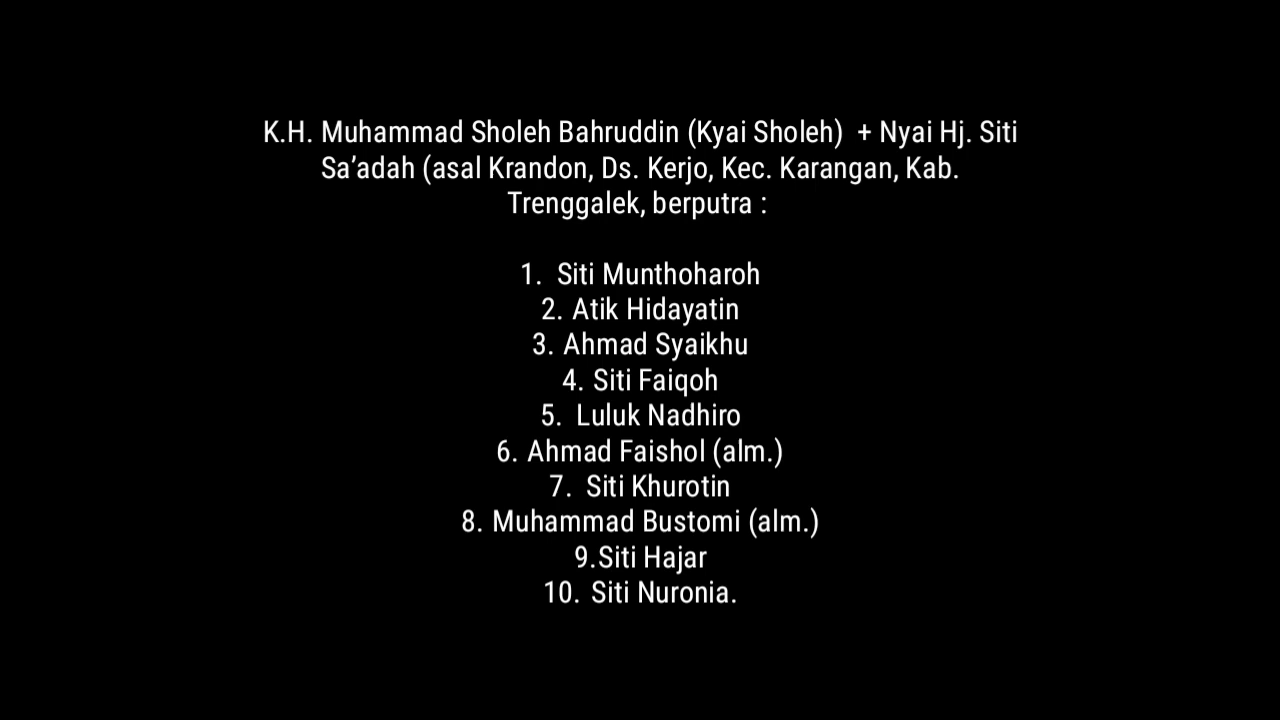 K.H. Muhammad Sholeh Bahruddin (Kyai Sholeh)  + Nyai Hj. Siti
Sa’adah (asal Krandon, Ds. Kerjo, Kec. Karangan, Kab.
Trenggalek, berputra :
1.  Siti Munthoharoh
2. Atik Hidayatin
3. Ahmad Syaikhu
4. Siti Faiqoh
5.  Luluk Nadhiro
6. Ahmad Faishol (alm.)
7.  Siti Khurotin
8. Muhammad Bustomi (alm.)
9.Siti Hajar
10.  Siti Nuronia.